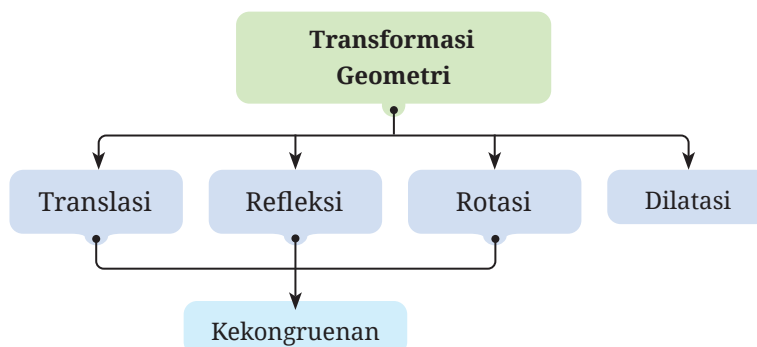 Transformasi
Geometri
Translasi
Refleksi
Rotasi
Dilatasi
Kekongruenan